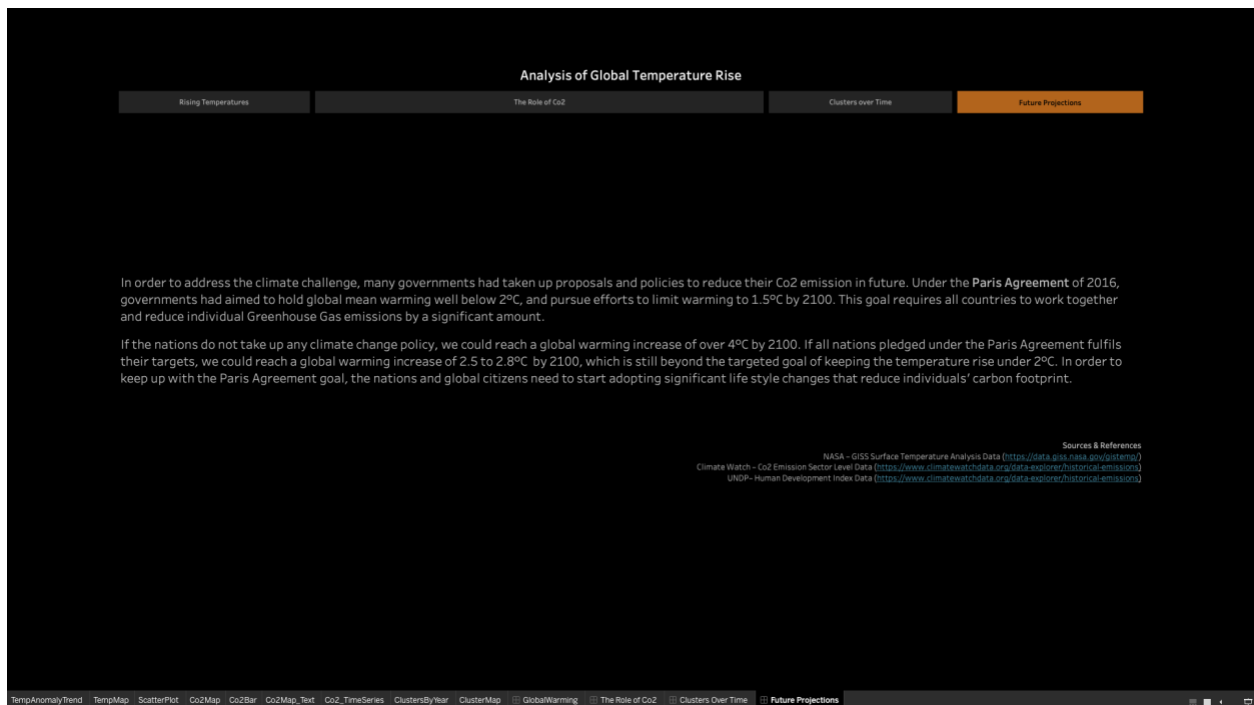 Analysis of Global Temperature Rise
Rising Temperatures
The Role of Co2
Clusters over Time
Future Projections
In order to address the climate challenge, many governments had taken up proposals and policies to reduce their Co2 emission in future. Under the Paris Agreement of 2016,
governments had aimed to hold global mean warming well below 2ºC, and pursue efforts to limit warming to 1.5ºC by 2100. This goal requires all countries to work together
and reduce individual Greenhouse Gas emissions by a significant amount.
If the nations do not take up any climate change policy, we could reach a global warming increase of over 4ºC by 2100. If all nations pledged under the Paris Agreement fulfils
their targets, we could reach a global warming increase of 2.5 to 2.8ºC by 2100, which is still beyond the targeted goal of keeping the temperature rise under 2ºC. In order to
keep up with the Paris Agreement goal, the nations and global citizens need to start adopting significant life style changes that reduce individuals’ carbon footprint.
Sources & References
NASA – GISS Surface Temperature Analysis Data (https://data.giss.nasa.gov/gistemp/)
Climate Watch – Co2 Emission Sector Level Data (https://www.climatewatchdata.org/data-explorer/historical-emissions)
UNDP– Human Development Index Data (https://www.climatewatchdata.org/data-explorer/historical-emissions)
TempAnomalyTrend TempMap ScatterPlot Co2Map Co2Bar Co2Map_Text Co2_TimeSeries ClustersByYear ClusterMap GlobalWarming The Role of Co2 Clusters Over Time Future Projections